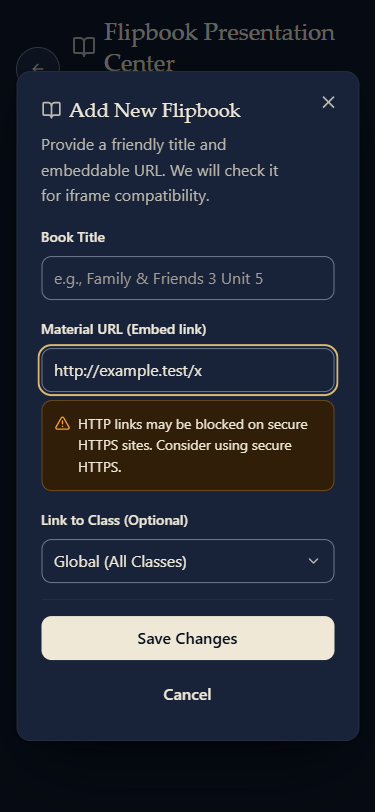 Flipbook Presentation
Center
Add New Flipbook
Provide a friendly title and
embeddable URL. We will check it
for iframe compatibility.
Book Title
e.g., Family & Friends 3 Unit 5
Material URL (Embed link)
http://example.test/x
HTTP links may be blocked on secure
HTTPS sites. Consider using secure
HTTPS.
Link to Class (Optional)
Global (All Classes)
Save Changes
Cancel